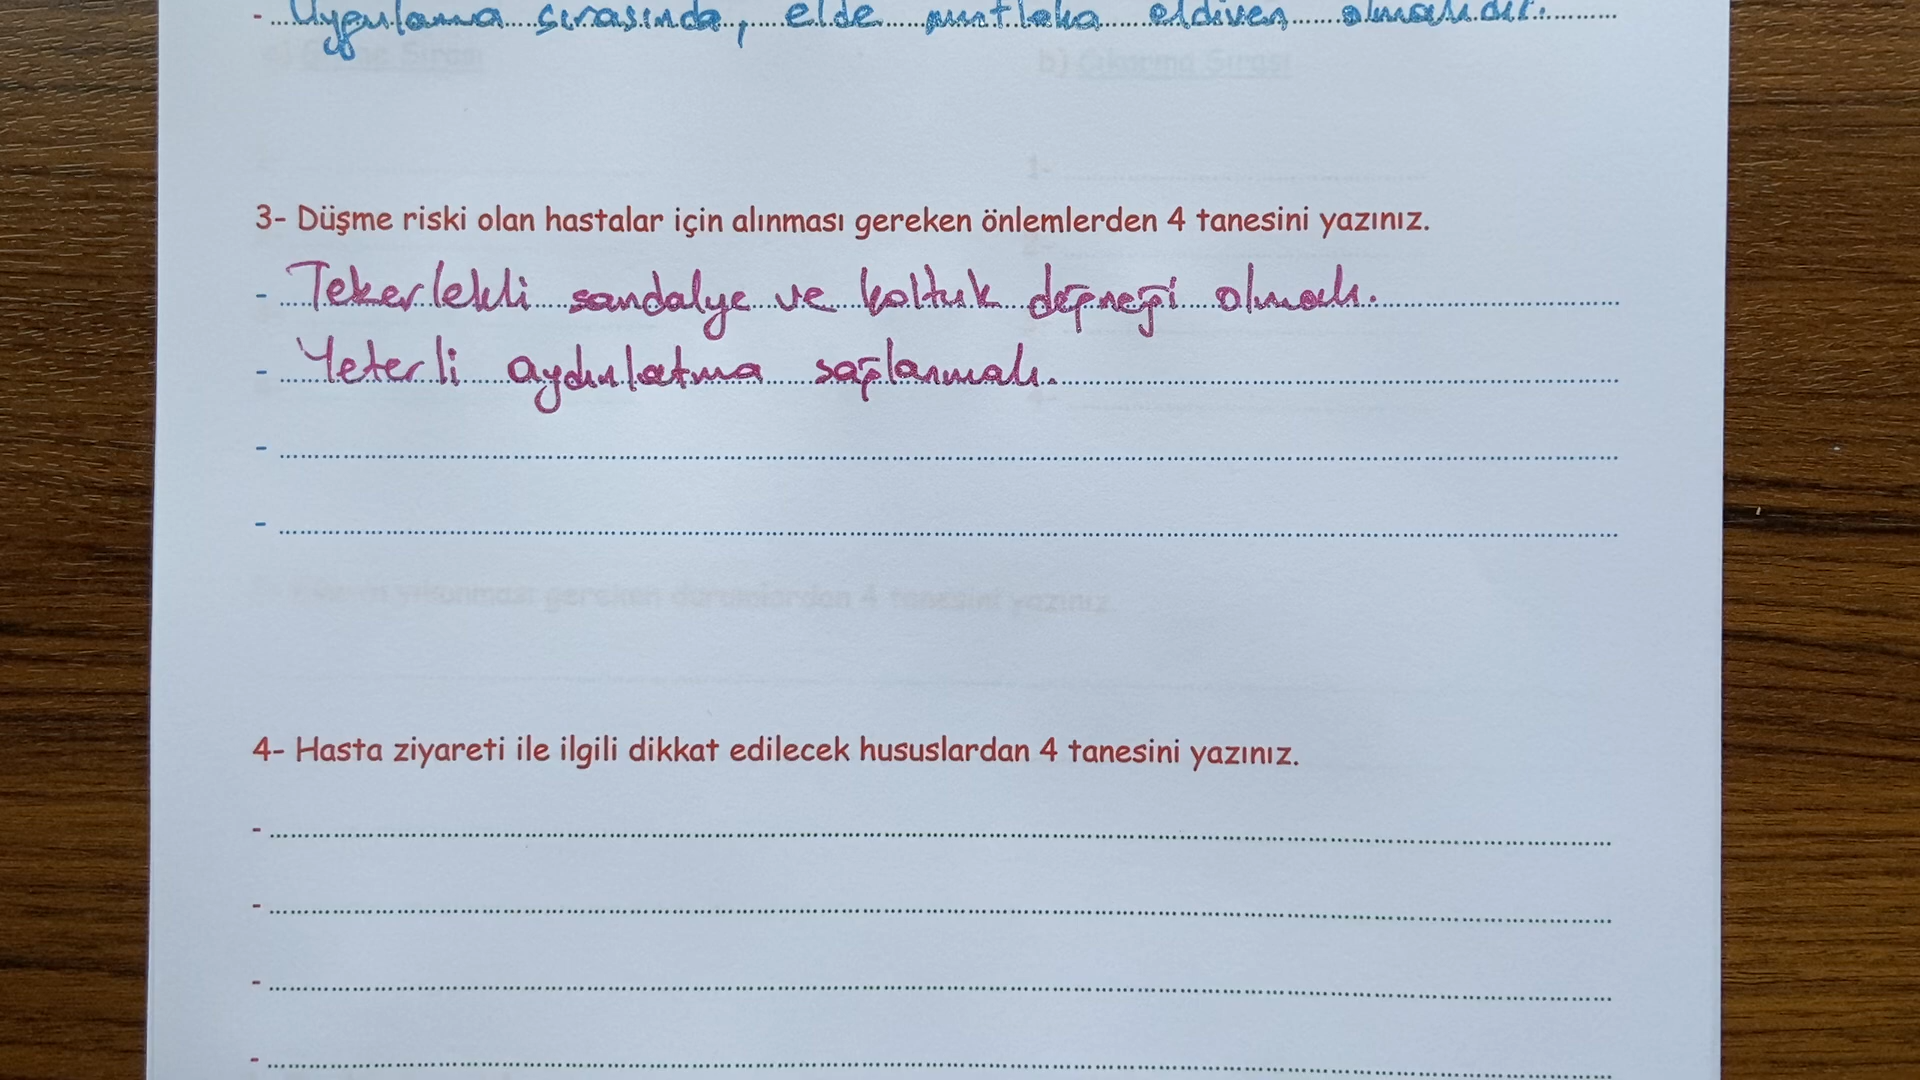 - Uygulama sırasında, elde mutlaka eldiven olmalıdır.
3- Düşme riski olan hastalar için alınması gereken önlemlerden 4 tanesini yazınız.
- Tekerlekli sandalye ve koltuk değneği olmalı.
- Yeterli aydınlatma sağlanmalı.
-
-
4- Hasta ziyareti ile ilgili dikkat edilecek hususlardan 4 tanesini yazınız.
-
-
-
-